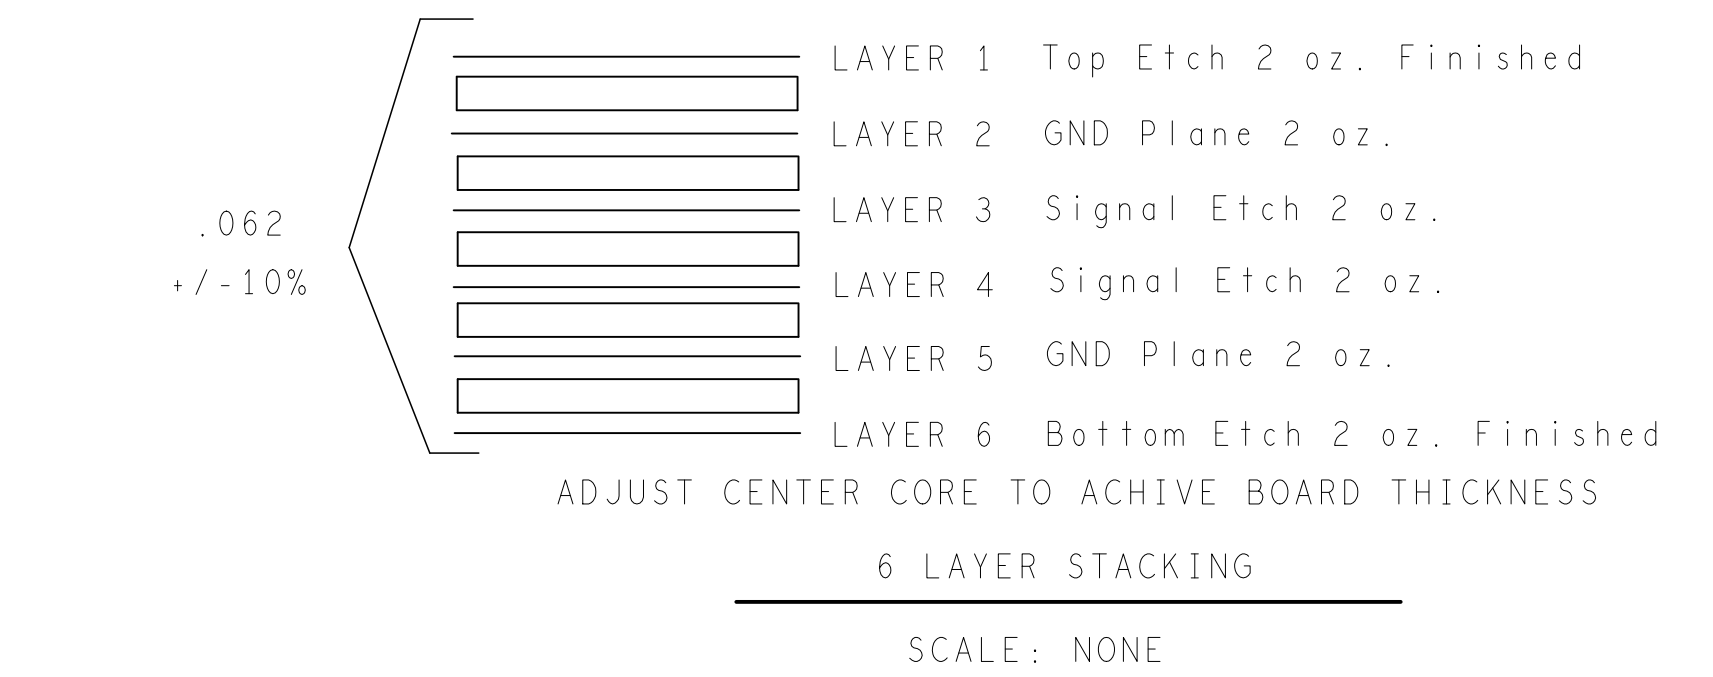 LAYER 1 Top Etch 2 oz. Finished
LAYER 2 GND Plane 2 oz.
LAYER 3 Signal Etch 2 oz.
.062
+/-10%
LAYER 4 Signal Etch 2 oz.
LAYER 5 GND Plane 2 oz.
LAYER 6 Bottom Etch 2 oz. Finished
ADJUST CENTER CORE TO ACHIVE BOARD THICKNESS
6 LAYER STACKING
SCALE: NONE